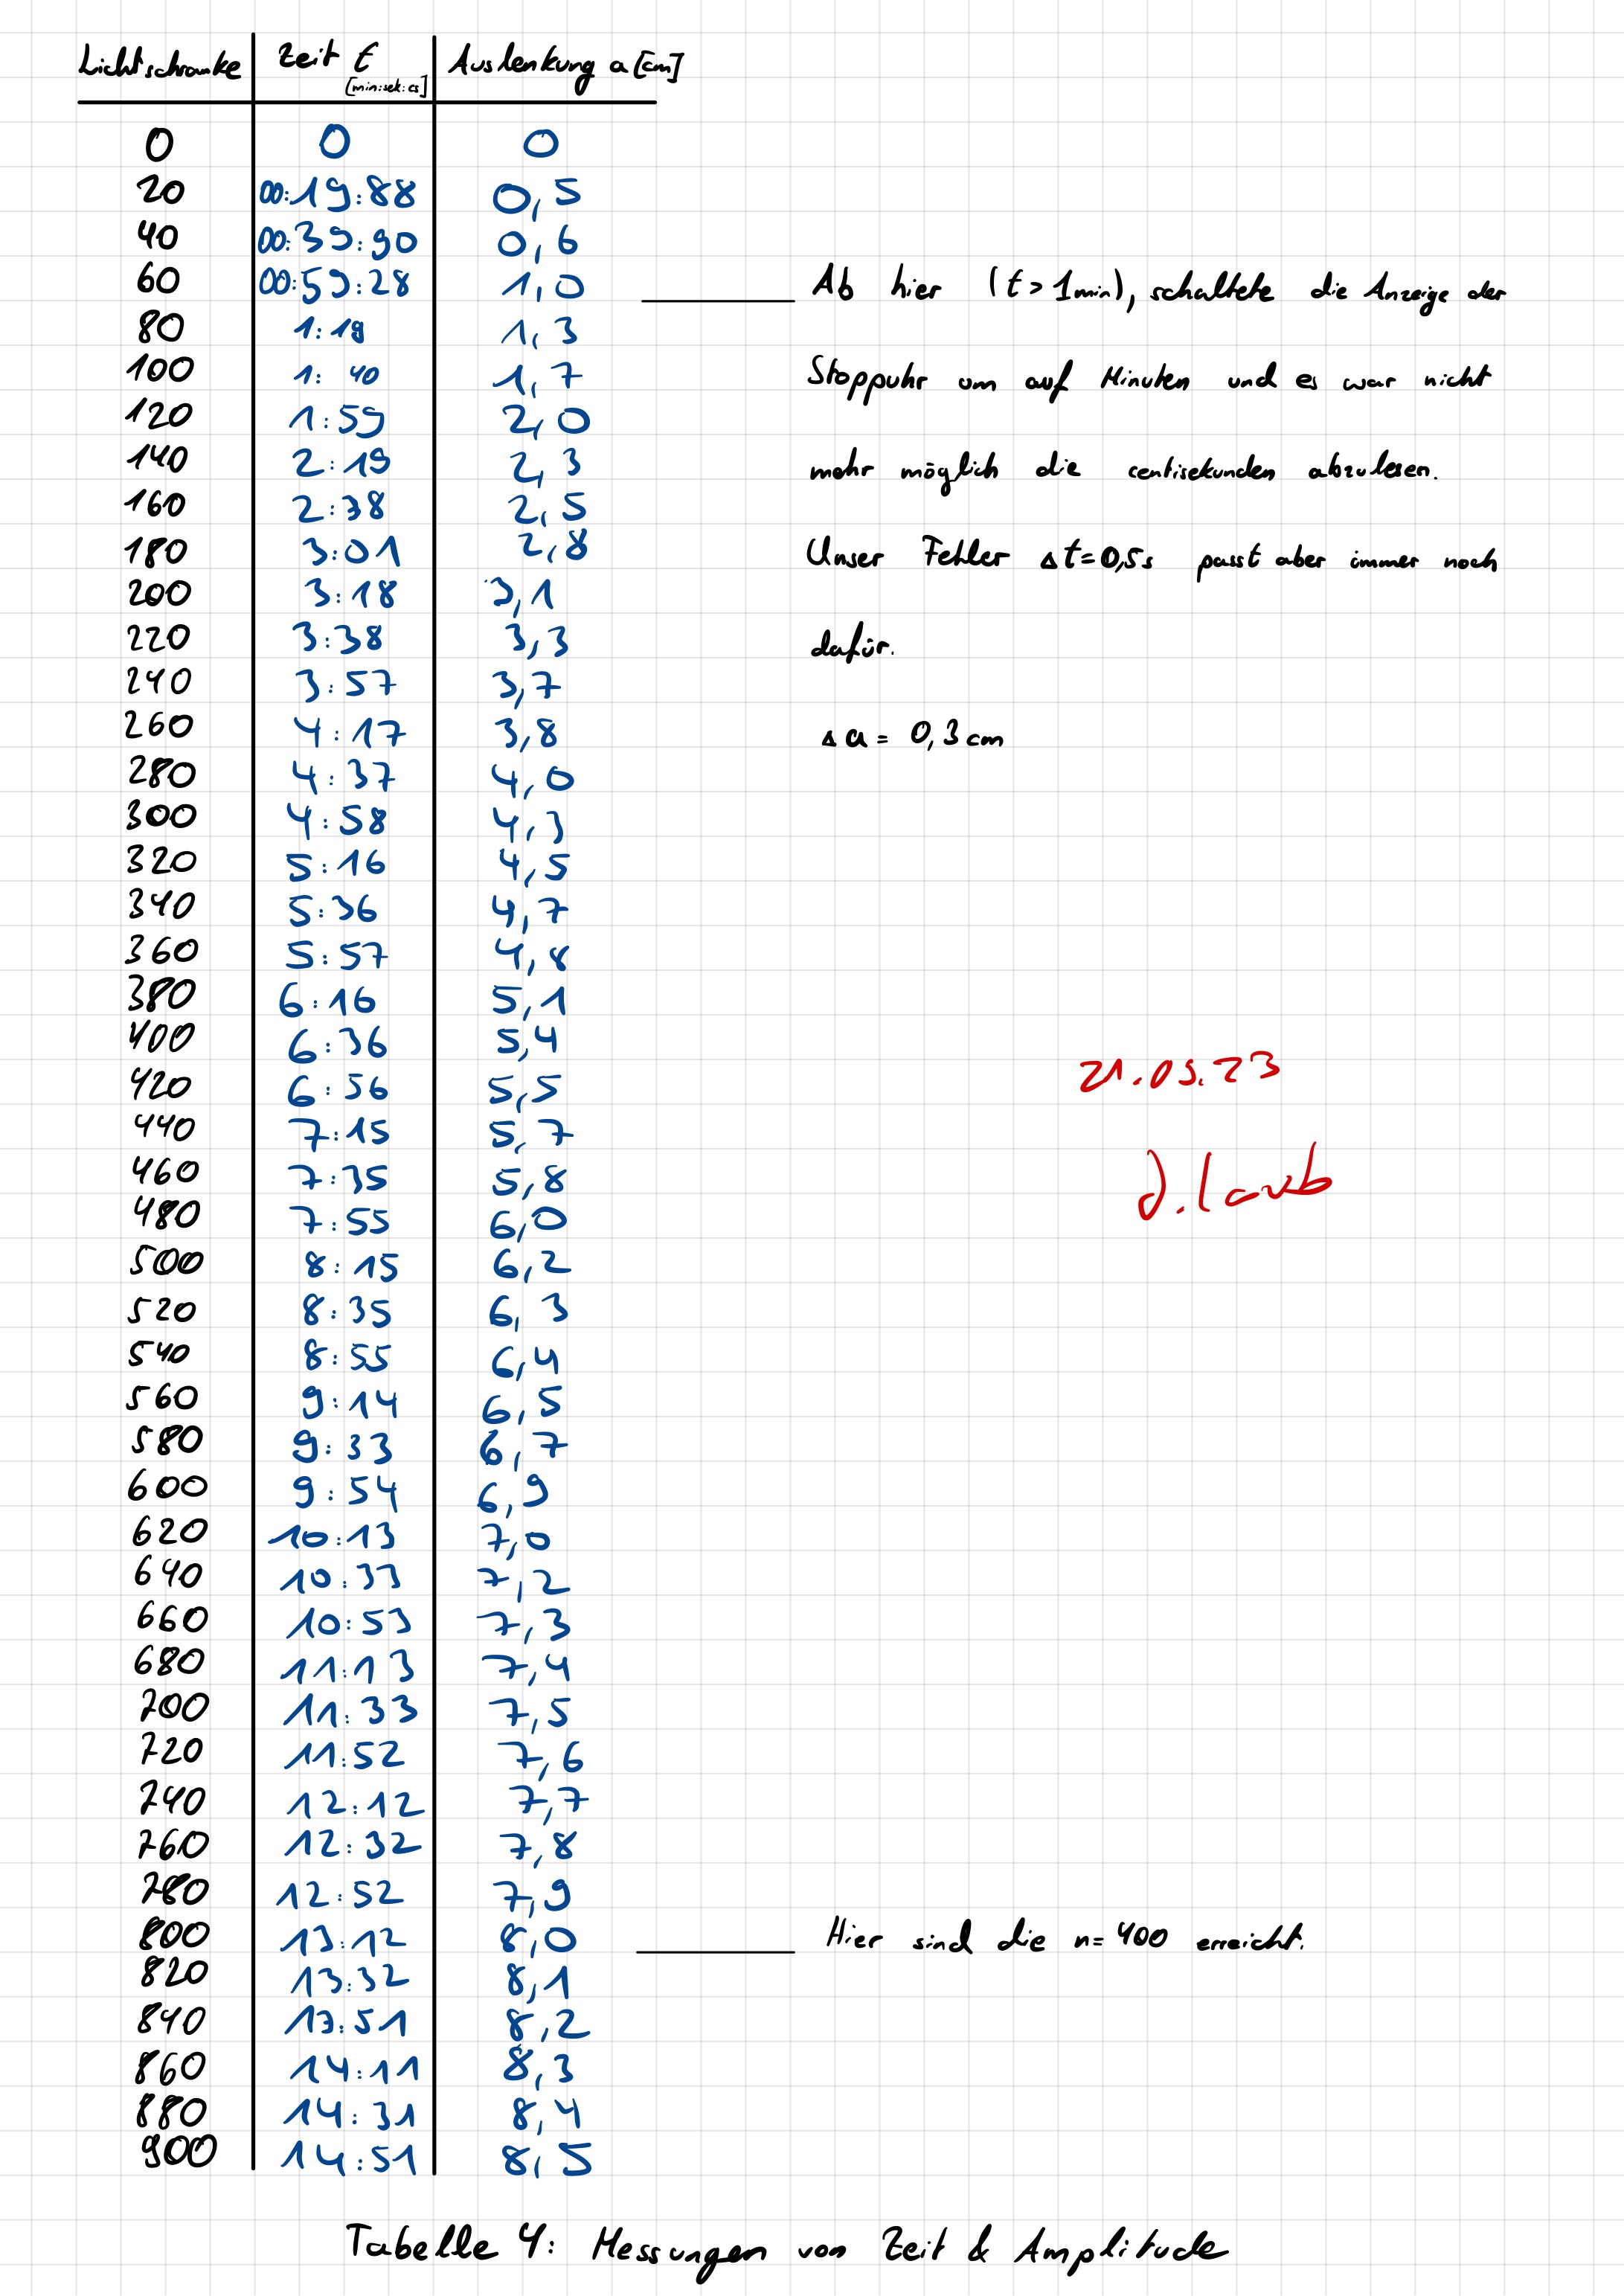 Lichtschranke Zeit t [min:sek:cs] Auslenkung a [cm]
0 0 0
20 00:19:88 0,5
40 00:39:90 0,6
60 00:59:28 1,0 Ab hier (t > 1min), schaltete die Anzeige der
80 1:19 1,3
100 1:40 1,7 Stoppuhr um auf Minuten und es war nicht
120 1:59 2,0
140 2:19 2,3 mehr möglich die centisekunden abzulesen.
160 2:38 2,5
180 3:01 2,8 Unser Fehler Δt=0,5s passt aber immer noch
200 3:18 3,1
220 3:38 3,3 dafür.
240 3:57 3,7
260 4:17 3,8 Δa = 0,3 cm
280 4:37 4,0
300 4:58 4,3
320 5:16 4,5
340 5:36 4,7
360 5:57 4,8
380 6:16 5,1
400 6:36 5,4
420 6:56 5,5 21.03.23
440 7:15 5,7
460 7:35 5,8
480 7:55 6,0
500 8:15 6,2
520 8:35 6,3
540 8:55 6,4
560 9:14 6,5
580 9:33 6,7
600 9:54 6,9
620 10:13 7,0
640 10:33 7,2
660 10:53 7,3
680 11:13 7,4
700 11:33 7,5
720 11:52 7,6
740 12:12 7,7
760 12:32 7,8
780 12:52 7,9
800 13:12 8,0 Hier sind die n= 400 erreicht.
820 13:32 8,1
840 13:51 8,2
860 14:11 8,3
880 14:31 8,4
900 14:51 8,5
Tabelle 4: Messungen von Zeit & Amplitude